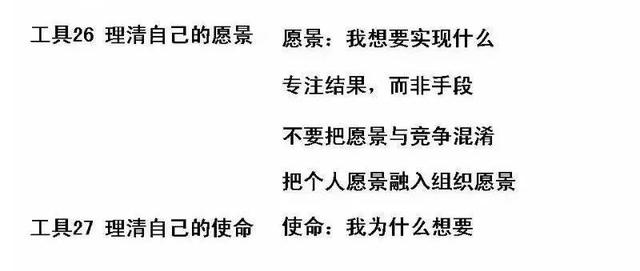 工具26 理清自己的愿景 愿景：我想要实现什么
专注结果，而非手段
不要把愿景与竞争混淆
把个人愿景融入组织愿景
工具27 理清自己的使命 使命：我为什么想要